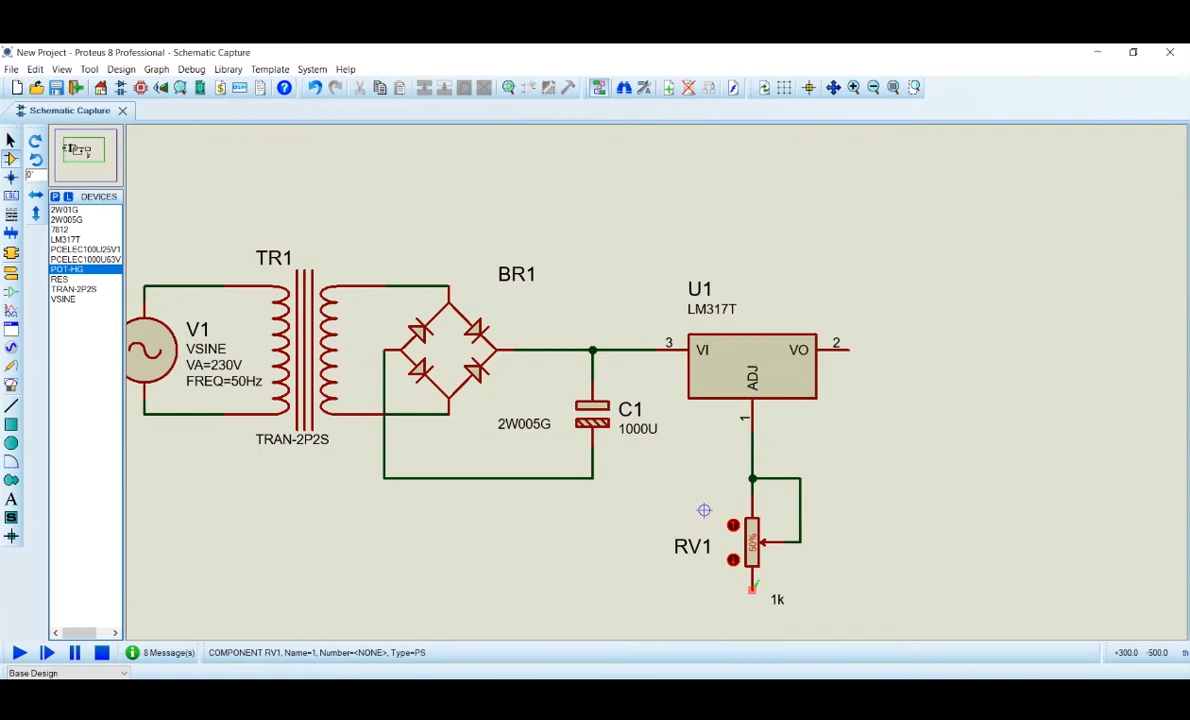 New Project - Proteus 8 Professional - Schematic Capture
File Edit View Tool Design Graph Debug Library Template System Help
Schematic Capture
0°
P L DEVICES
2W01G
2W005G
7812
LM317T
PCELEC100U25V1
PCELEC1000U63V
POT-HG
RES
TRAN-2P2S
VSINE
TR1
BR1
U1
LM317T
V1
VSINE
VA=230V
FREQ=50Hz
3
VI
VO
2
ADJ
1
C1
1000U
2W005G
TRAN-2P2S
RV1
50%
1k
8 Message(s)
COMPONENT RV1, Name=1, Number=<NONE>, Type=PS
+300.0 -500.0 th
Base Design